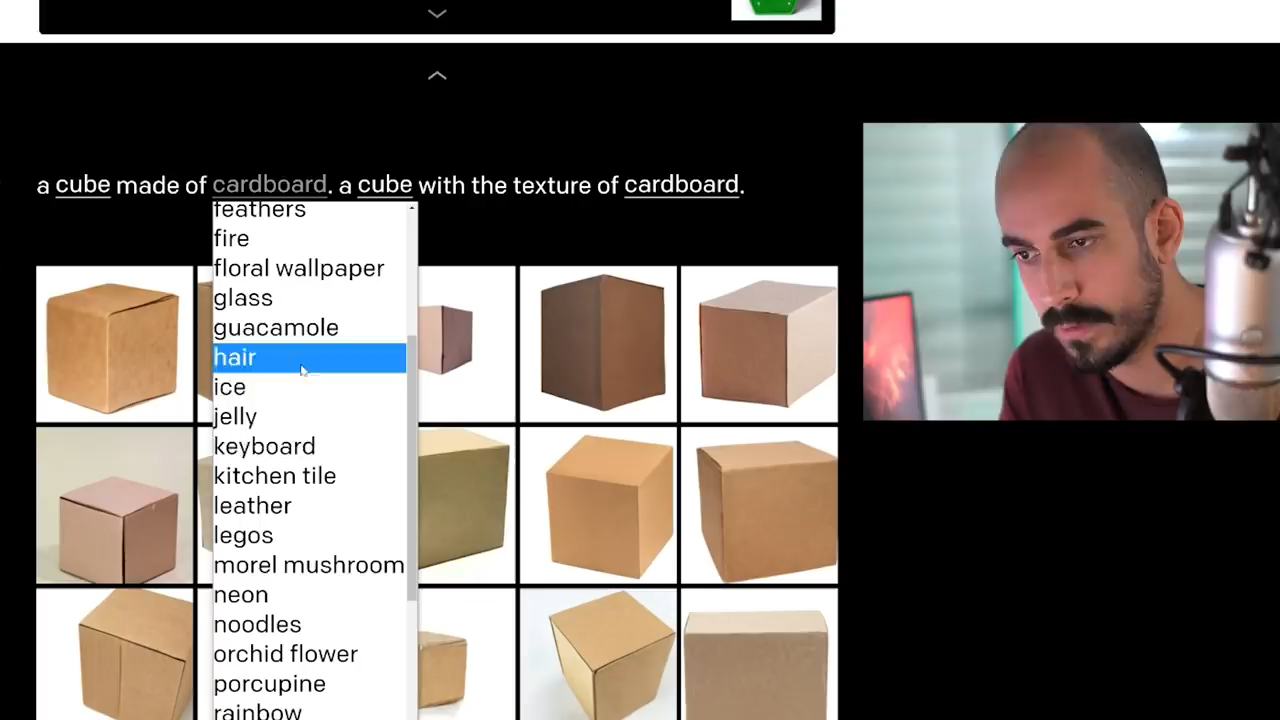 a cube made of cardboard. a cube with the texture of cardboard.
feathers
fire
floral wallpaper
glass
guacamole
hair
ice
jelly
keyboard
kitchen tile
leather
legos
morel mushroom
neon
noodles
orchid flower
porcupine
rainbow